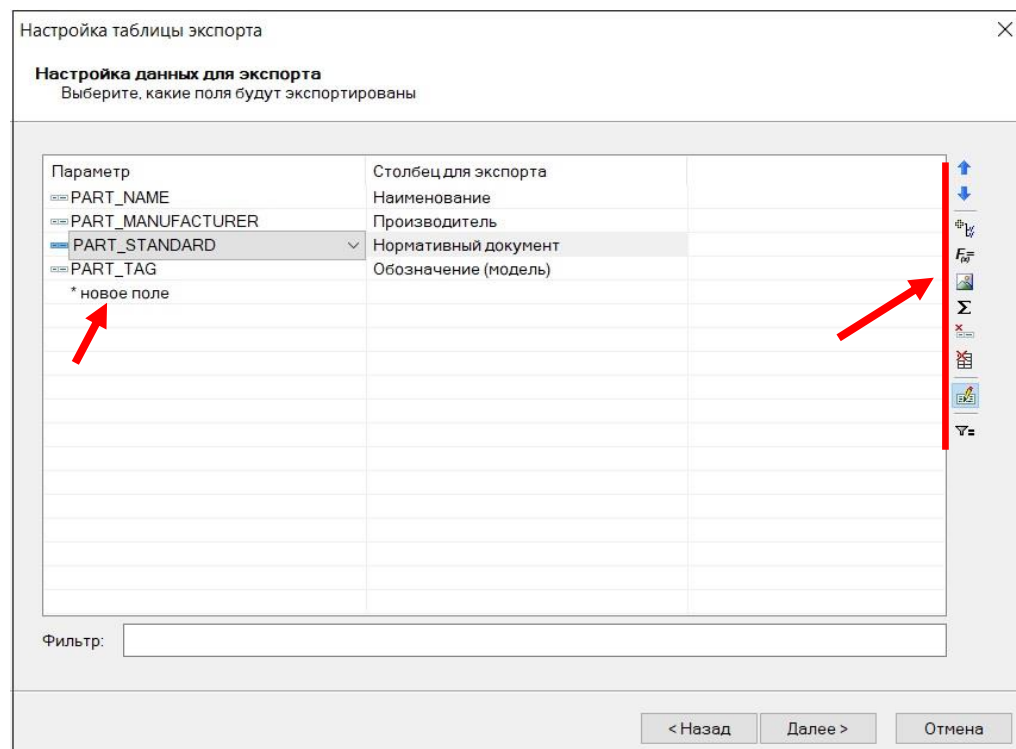 Настройка таблицы экспорта
Настройка данных для экспорта
Выберите, какие поля будут экспортированы
Параметр Столбец для экспорта
PART_NAME Наименование
PART_MANUFACTURER Производитель
PART_STANDARD Нормативный документ
PART_TAG Обозначение (модель)
* новое поле
Фильтр:
< Назад Далее > Отмена